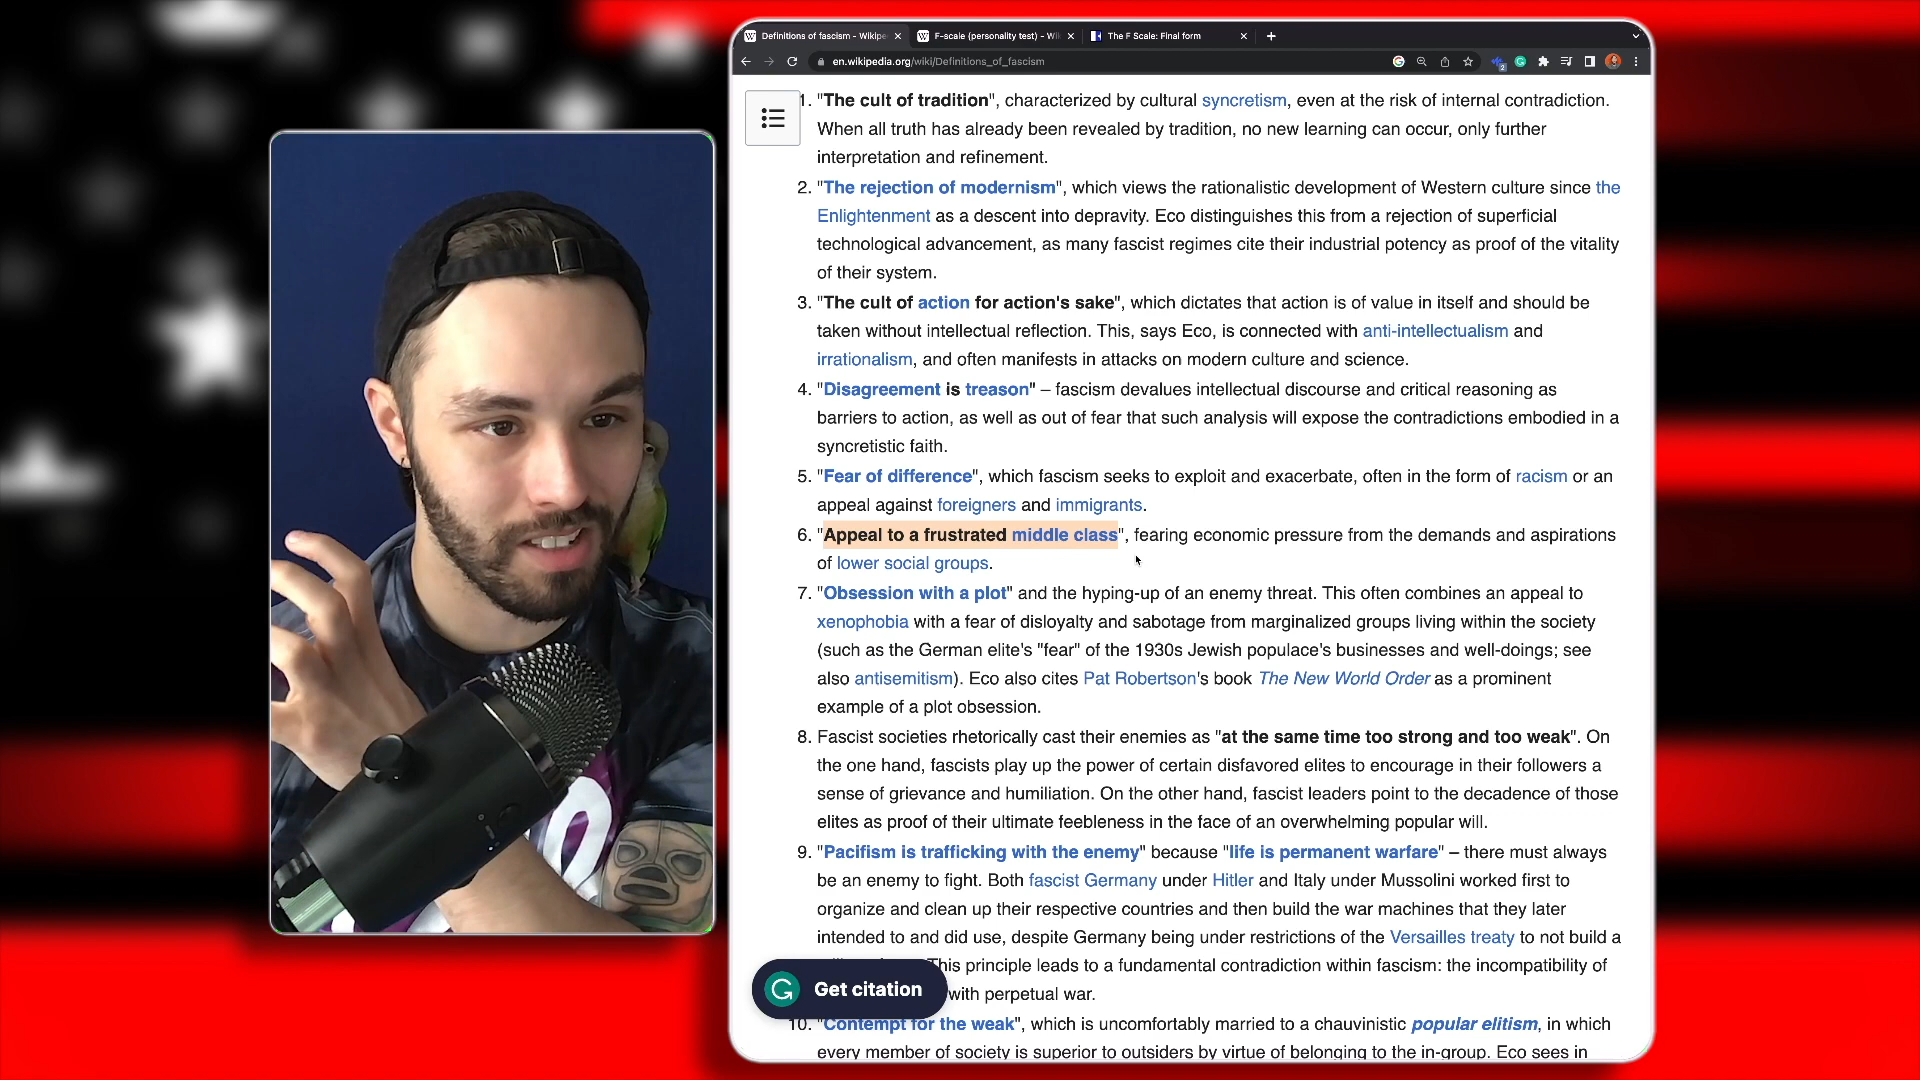 Definitions of fascism - Wikipe
F-scale (personality test) - Wi
The F Scale: Final form
en.wikipedia.org/wiki/Definitions_of_fascism
1. "The cult of tradition", characterized by cultural syncretism, even at the risk of internal contradiction.
When all truth has already been revealed by tradition, no new learning can occur, only further
interpretation and refinement.
2. "The rejection of modernism", which views the rationalistic development of Western culture since the
Enlightenment as a descent into depravity. Eco distinguishes this from a rejection of superficial
technological advancement, as many fascist regimes cite their industrial potency as proof of the vitality
of their system.
3. "The cult of action for action's sake", which dictates that action is of value in itself and should be
taken without intellectual reflection. This, says Eco, is connected with anti-intellectualism and
irrationalism, and often manifests in attacks on modern culture and science.
4. "Disagreement is treason" – fascism devalues intellectual discourse and critical reasoning as
barriers to action, as well as out of fear that such analysis will expose the contradictions embodied in a
syncretistic faith.
5. "Fear of difference", which fascism seeks to exploit and exacerbate, often in the form of racism or an
appeal against foreigners and immigrants.
6. "Appeal to a frustrated middle class", fearing economic pressure from the demands and aspirations
of lower social groups.
7. "Obsession with a plot" and the hyping-up of an enemy threat. This often combines an appeal to
xenophobia with a fear of disloyalty and sabotage from marginalized groups living within the society
(such as the German elite's "fear" of the 1930s Jewish populace's businesses and well-doings; see
also antisemitism). Eco also cites Pat Robertson's book The New World Order as a prominent
example of a plot obsession.
8. Fascist societies rhetorically cast their enemies as "at the same time too strong and too weak". On
the one hand, fascists play up the power of certain disfavored elites to encourage in their followers a
sense of grievance and humiliation. On the other hand, fascist leaders point to the decadence of those
elites as proof of their ultimate feebleness in the face of an overwhelming popular will.
9. "Pacifism is trafficking with the enemy" because "life is permanent warfare" – there must always
be an enemy to fight. Both fascist Germany under Hitler and Italy under Mussolini worked first to
organize and clean up their respective countries and then build the war machines that they later
intended to and did use, despite Germany being under restrictions of the Versailles treaty to not build a
This principle leads to a fundamental contradiction within fascism: the incompatibility of
Get citation
with perpetual war.
10. "Contempt for the weak", which is uncomfortably married to a chauvinistic popular elitism, in which
every member of society is superior to outsiders by virtue of belonging to the in-group. Eco sees in